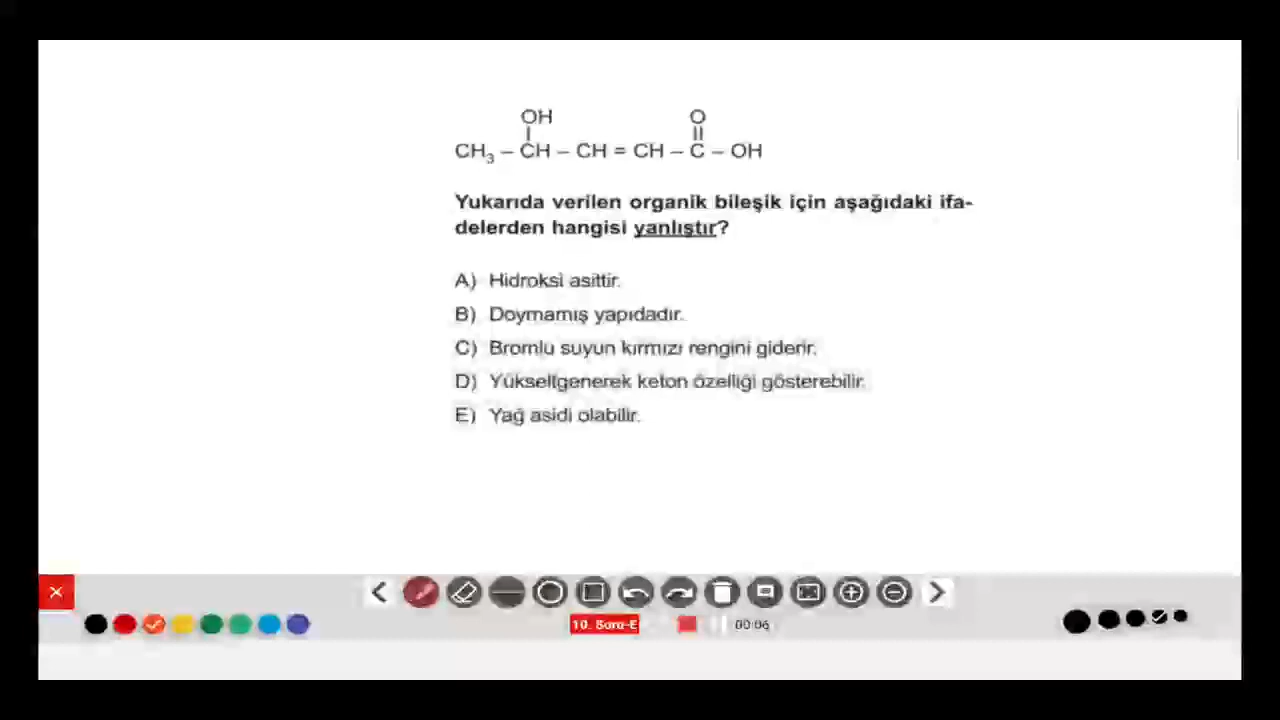 OH
O
CH₃ – CH – CH = CH – C – OH
Yukarıda verilen organik bileşik için aşağıdaki ifa-
delerden hangisi yanlıştır?
A) Hidroksi asittir.
B) Doymamış yapıdadır.
C) Bromlu suyun kırmızı rengini giderir.
D) Yükseltgenerek keton özelliği gösterebilir.
E) Yağ asidi olabilir.
10. Soru-E
00:06